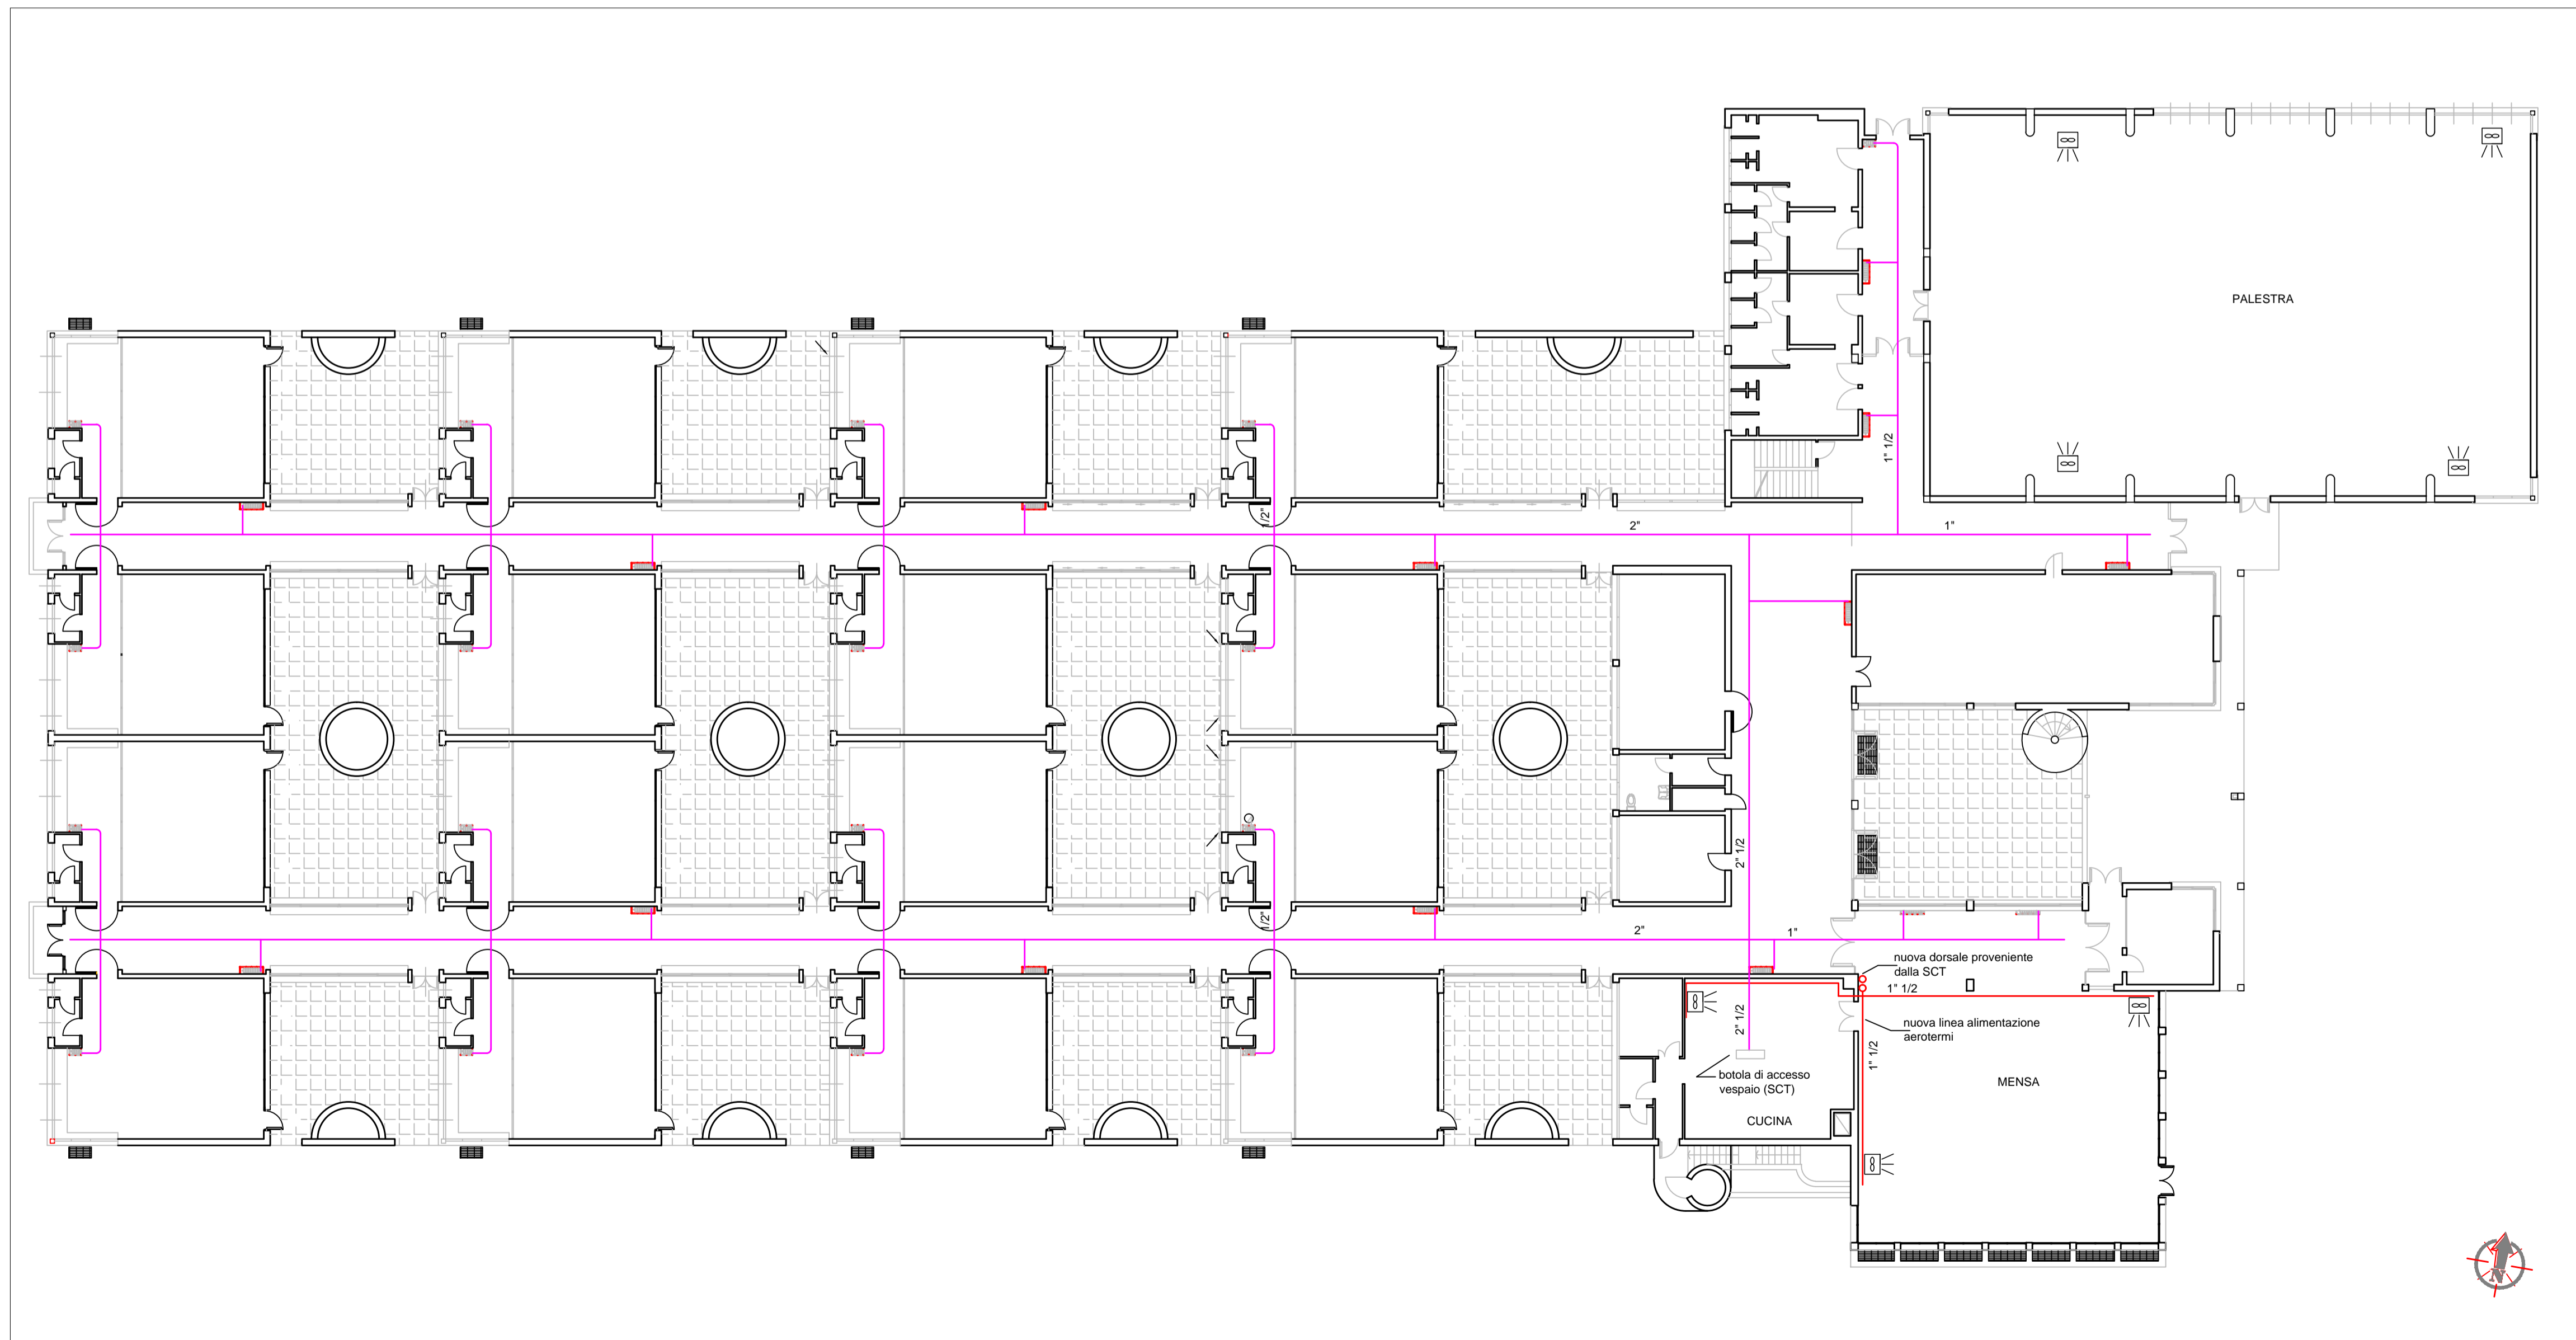 PALESTRA
1" 1/2
1/2"
2"
1"
2" 1/2
1/2"
2"
1"
nuova dorsale proveniente
dalla SCT
1" 1/2
2" 1/2
nuova linea alimentazione
aerotermi
1" 1/2
botola di accesso
vespaio (SCT)
MENSA
CUCINA
N